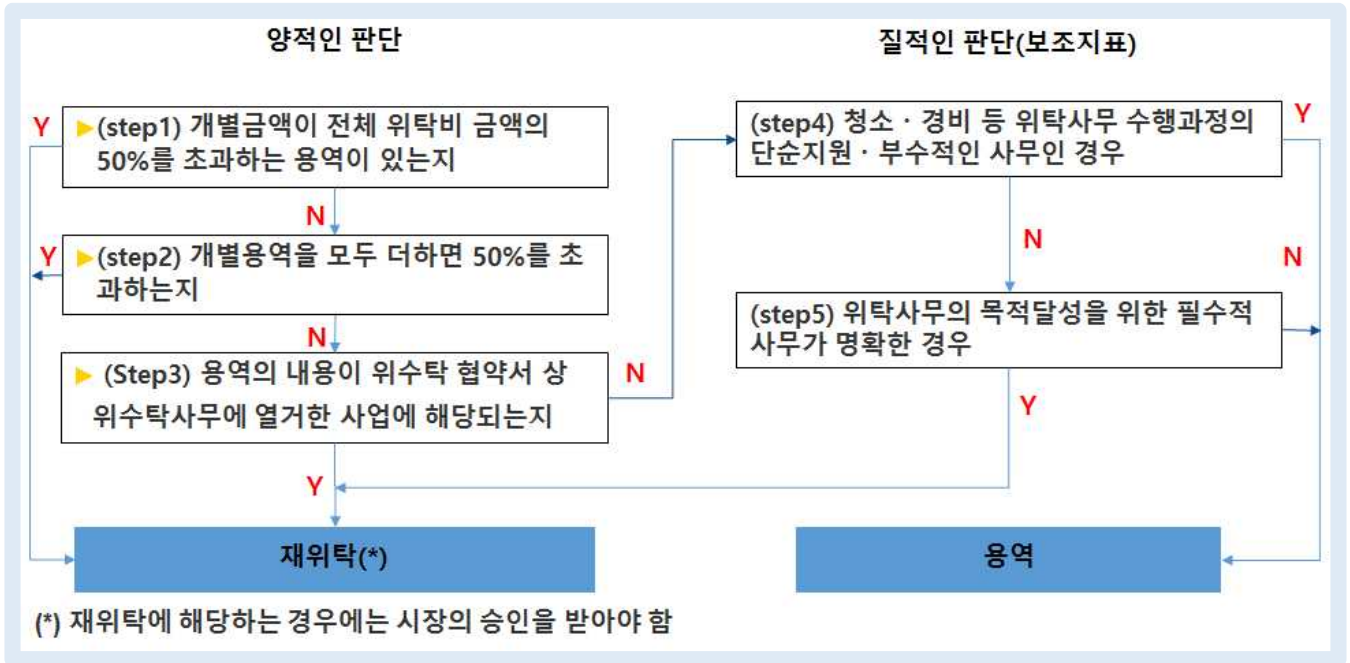 양적인 판단
Y
▶(step1) 개별금액이 전체 위탁비 금액의
50%를 초과하는 용역이 있는지
N
Y
▶(step2) 개별용역을 모두 더하면 50%를 초
과하는지
N
▶ (Step3) 용역의 내용이 위수탁 협약서 상
위수탁사무에 열거한 사업에 해당되는지
N
Y
재위탁(*)
질적인 판단(보조지표)
(step4) 청소 · 경비 등 위탁사무 수행과정의
단순지원 · 부수적인 사무인 경우
Y
N
N
(step5) 위탁사무의 목적달성을 위한 필수적
사무가 명확한 경우
Y
용역
(*) 재위탁에 해당하는 경우에는 시장의 승인을 받아야 함